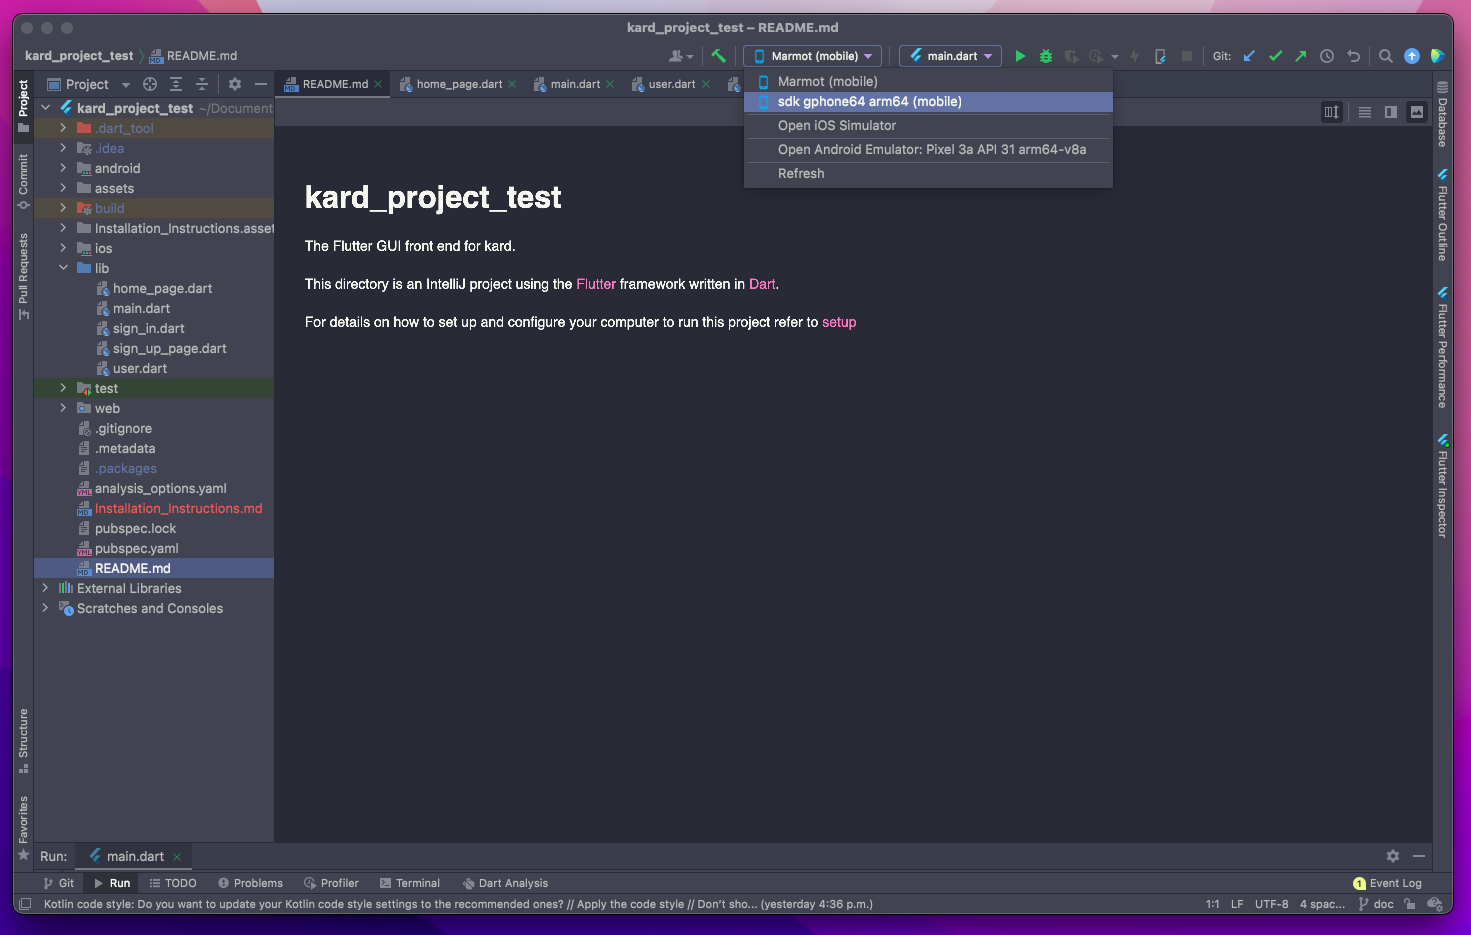 kard_project_test – README.md
kard_project_test README.md
Marmot (mobile)
main.dart
Git:
Project
README.md
home_page.dart
main.dart
user.dart
Marmot (mobile)
sdk gphone64 arm64 (mobile)
Open iOS Simulator
Open Android Emulator: Pixel 3a API 31 arm64-v8a
Refresh
Project
Commit
Pull Requests
Structure
Favorites
kard_project_test ~/Document
.dart_tool
.idea
android
assets
build
Installation_Instructions.asset
ios
lib
home_page.dart
main.dart
sign_in.dart
sign_up_page.dart
user.dart
test
web
.gitignore
.metadata
.packages
analysis_options.yaml
Installation_Instructions.md
pubspec.lock
pubspec.yaml
README.md
External Libraries
Scratches and Consoles
kard_project_test
The Flutter GUI front end for kard.
This directory is an IntelliJ project using the Flutter framework written in Dart.
For details on how to set up and configure your computer to run this project refer to setup
Database
Flutter Outline
Flutter Performance
Flutter Inspector
Run: main.dart
Git
Run
TODO
Problems
Profiler
Terminal
Dart Analysis
1 Event Log
Kotlin code style: Do you want to update your Kotlin code style settings to the recommended ones? // Apply the code style // Don't sho... (yesterday 4:36 p.m.)
1:1 LF UTF-8 4 spac... doc